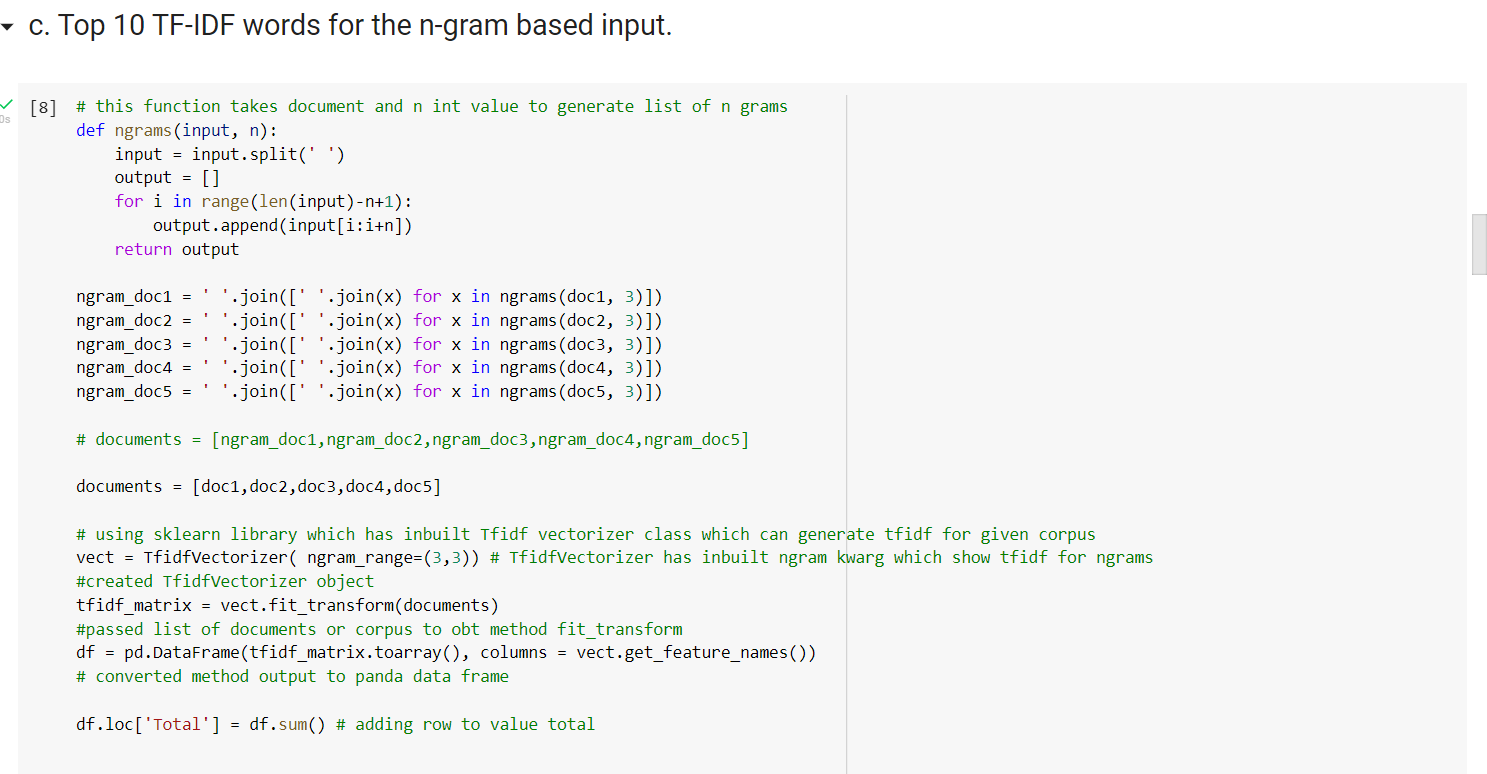 c. Top 10 TF-IDF words for the n-gram based input.
[8] # this function takes document and n int value to generate list of n grams
0s
def ngrams(input, n):
    input = input.split(' ')
    output = []
    for i in range(len(input)-n+1):
        output.append(input[i:i+n])
    return output
ngram_doc1 = ' '.join([' '.join(x) for x in ngrams(doc1, 3)])
ngram_doc2 = ' '.join([' '.join(x) for x in ngrams(doc2, 3)])
ngram_doc3 = ' '.join([' '.join(x) for x in ngrams(doc3, 3)])
ngram_doc4 = ' '.join([' '.join(x) for x in ngrams(doc4, 3)])
ngram_doc5 = ' '.join([' '.join(x) for x in ngrams(doc5, 3)])
# documents = [ngram_doc1,ngram_doc2,ngram_doc3,ngram_doc4,ngram_doc5]
documents = [doc1,doc2,doc3,doc4,doc5]
# using sklearn library which has inbuilt Tfidf vectorizer class which can generate tfidf for given corpus
vect = TfidfVectorizer( ngram_range=(3,3)) # TfidfVectorizer has inbuilt ngram kwarg which show tfidf for ngrams
#created TfidfVectorizer object
tfidf_matrix = vect.fit_transform(documents)
#passed list of documents or corpus to obt method fit_transform
df = pd.DataFrame(tfidf_matrix.toarray(), columns = vect.get_feature_names())
# converted method output to panda data frame
df.loc['Total'] = df.sum() # adding row to value total